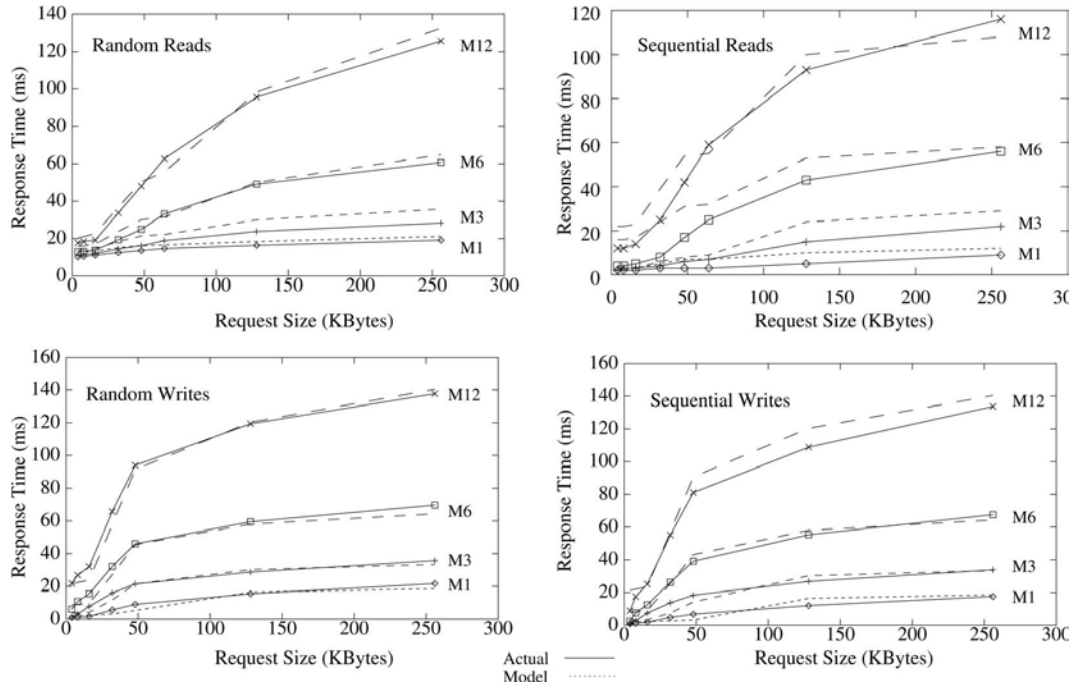 Random Reads
Response Time (ms)
140
120
100
80
60
40
20
0
M12
M6
M3
M1
0 50 100 150 200 250 300
Request Size (KBytes)
Sequential Reads
Response Time (ms)
120
100
80
60
40
20
0
M12
M6
M3
M1
0 50 100 150 200 250 30
Request Size (KBytes)
Random Writes
Response Time (ms)
160
140
120
100
80
60
40
20
0
M12
M6
M3
M1
0 50 100 150 200 250 300
Request Size (KBytes)
Sequential Writes
Response Time (ms)
160
140
120
100
80
60
40
20
0
M12
M6
M3
M1
0 50 100 150 200 250 300
Request Size (KBytes)
Actual
Model